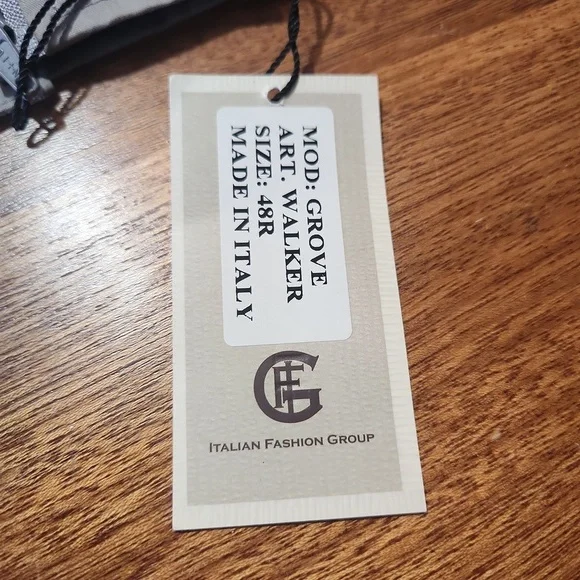 MOD: GROVE
ART. WALKER
SIZE: 48R
MADE IN ITALY
IFG
ITALIAN FASHION GROUP